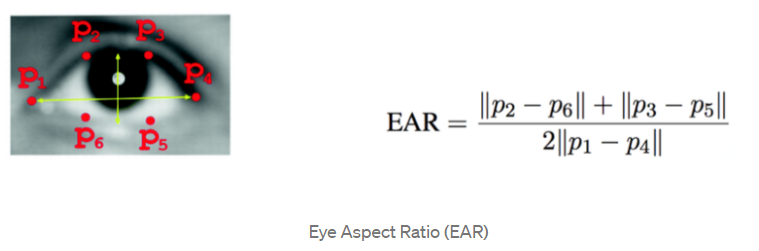 p₂ p₃
p₁ p₄
p₆ p₅
EAR = ‖p₂ − p₆‖ + ‖p₃ − p₅‖ / 2‖p₁ − p₄‖
Eye Aspect Ratio (EAR)